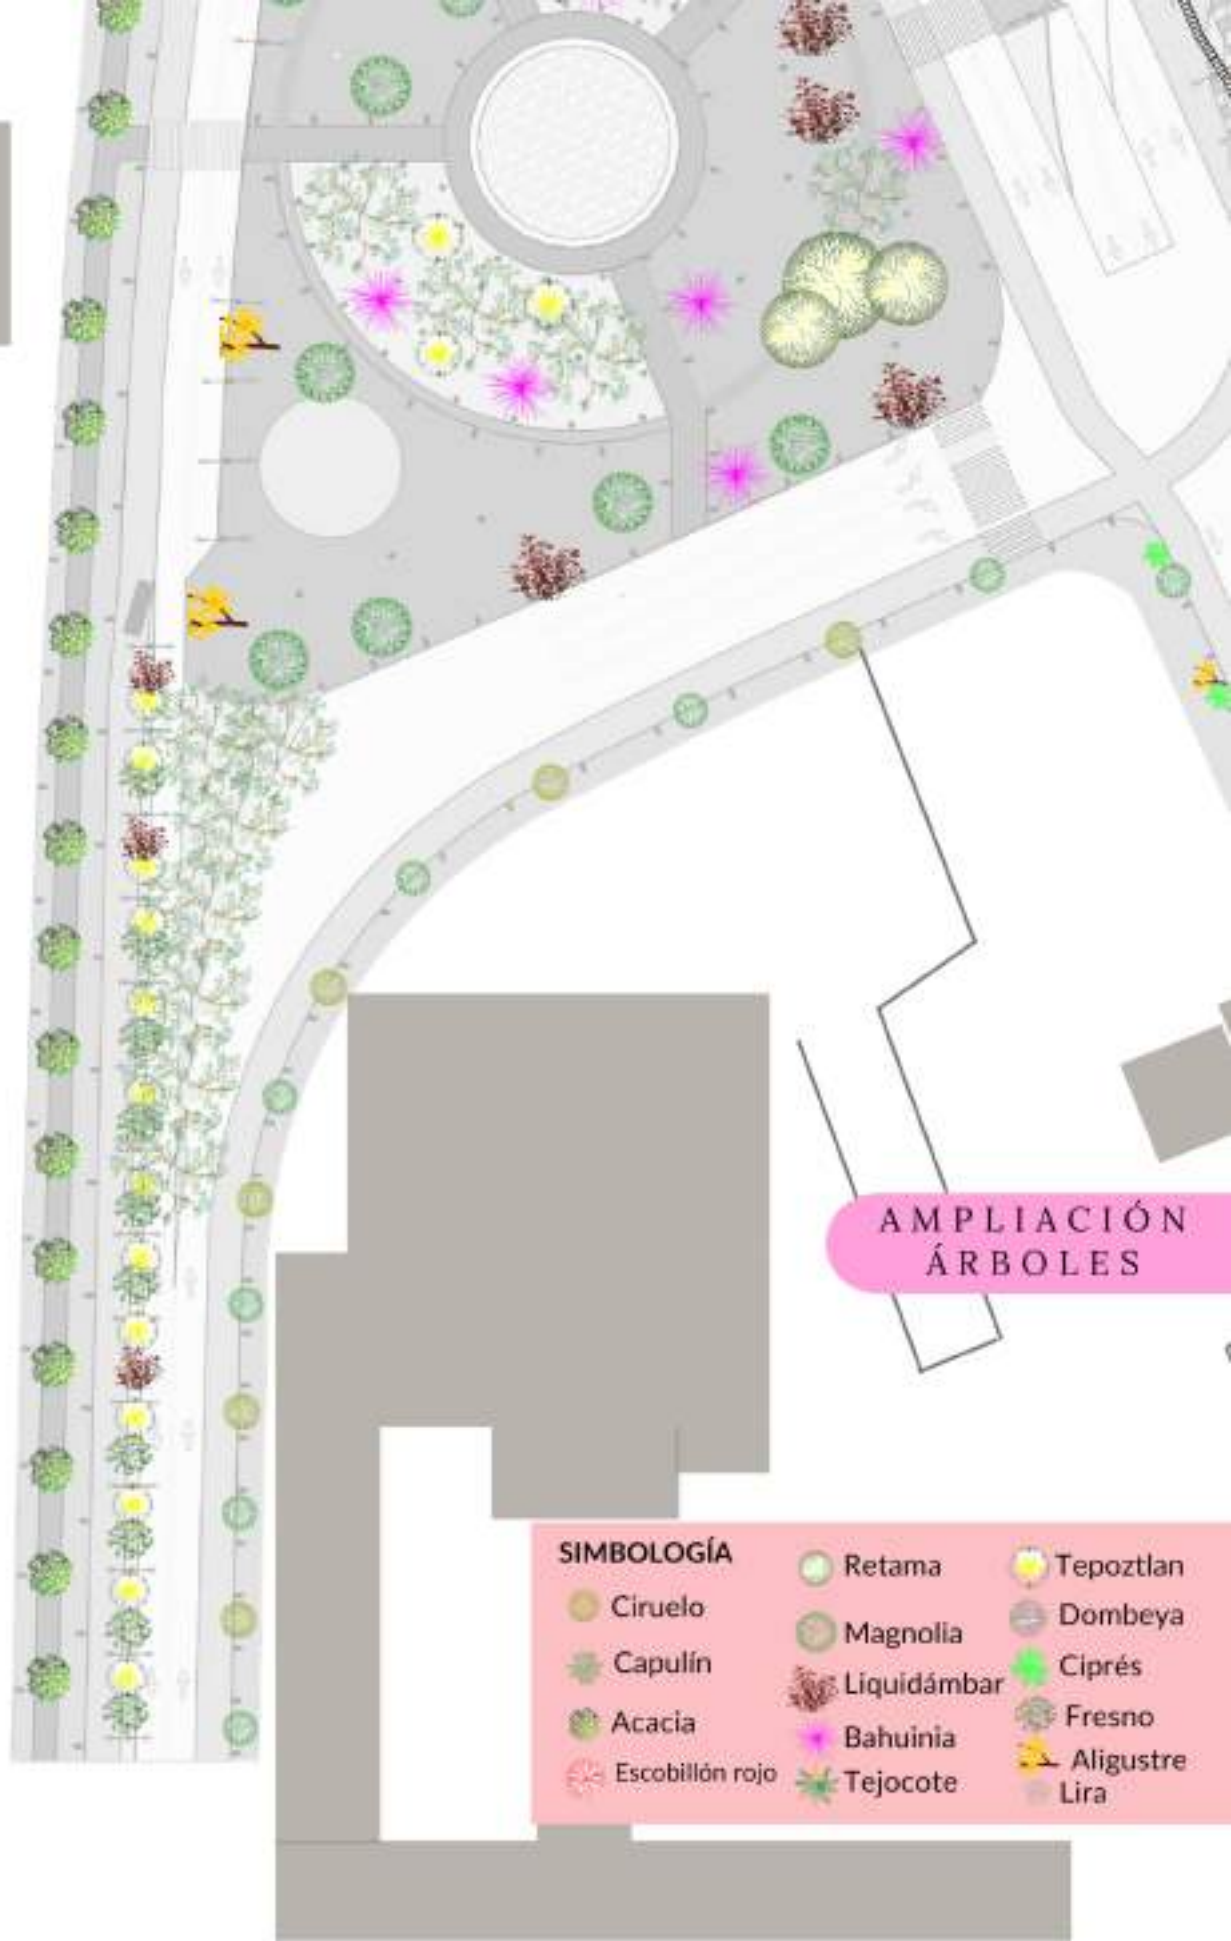 AMPLIACIÓN
ÁRBOLES
SIMBOLOGÍA
Ciruelo
Capulín
Acacia
Escobillón rojo
Retama
Magnolia
Liquidámbar
Bahuinia
Tejocote
Tepoztlan
Dombeya
Ciprés
Fresno
Aligustre
Lira